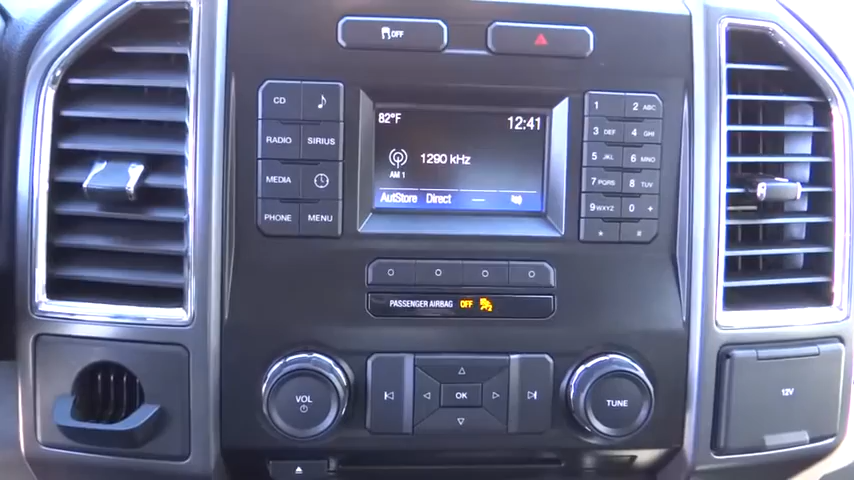 OFF
CD
RADIO SIRIUS
MEDIA
PHONE MENU
82°F 12:41
1290 kHz
AM 1
AUtSTore Direct
1 2 ABC
3 DEF 4 GHI
5 JKL 6 MNO
7 PQRS 8 TUV
9 WXYZ 0 +
* #
PASSENGER AIRBAG OFF 2
VOL
OK
TUNE
12V